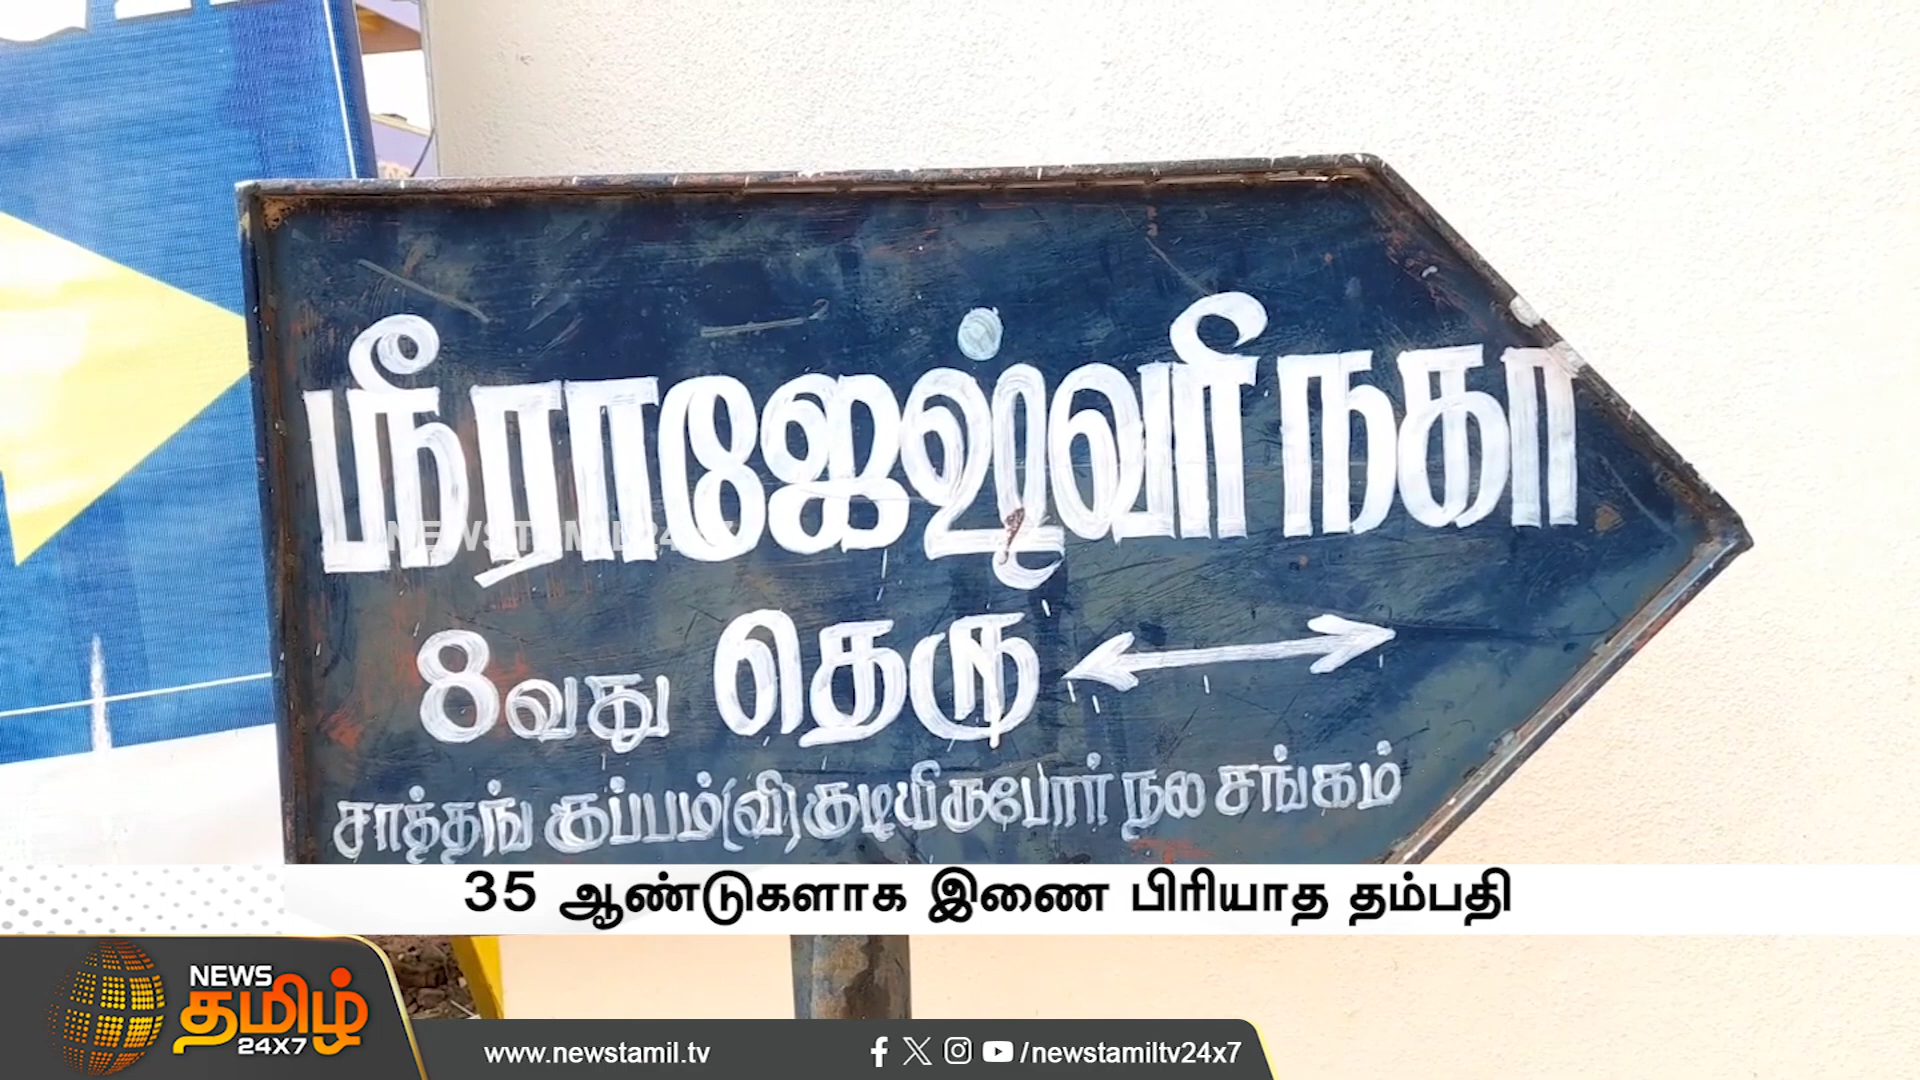 ஸ்ரீராஜேஷ்வரி நகர்
8வது தெரு
சாத்தங்குப்பம்(வி)குடியிருப்போர் நல சங்கம்
NEWSTAMIL24X7
35 ஆண்டுகளாக இணை பிரியாத தம்பதி
NEWS
தமிழ்
24X7
www.newstamil.tv
/newstamiltv24x7